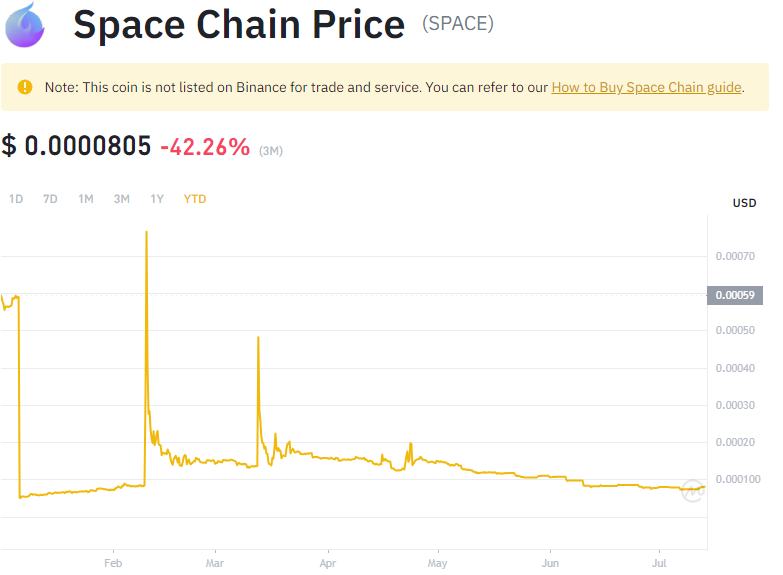 Space Chain Price (SPACE)
Note: This coin is not listed on Binance for trade and service. You can refer to our How to Buy Space Chain guide.
$ 0.0000805 -42.26% (3M)
1D 7D 1M 3M 1Y YTD
USD
0.00070
0.00059
0.00050
0.00040
0.00030
0.00020
0.000100
Feb Mar Apr May Jun Jul